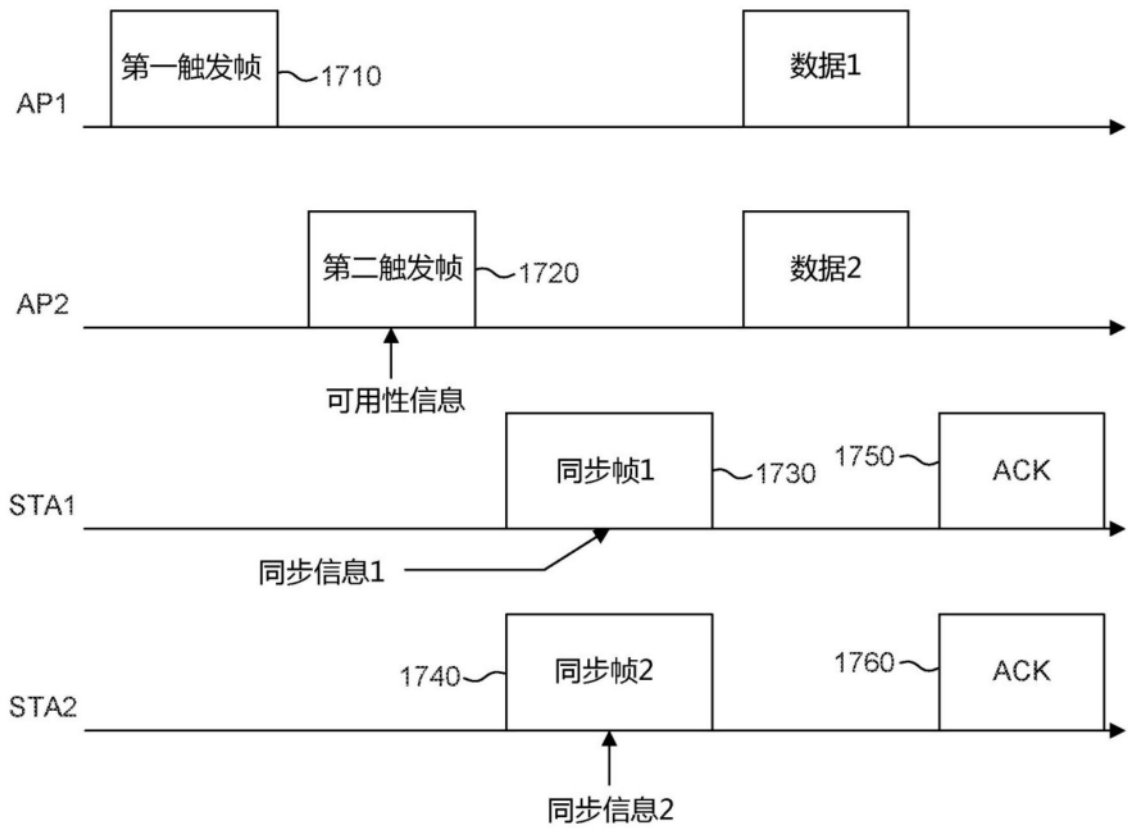 第一触发帧
1710
数据1
AP1
第二触发帧
1720
数据2
AP2
可用性信息
同步帧1
1730
1750
ACK
STA1
同步信息1
1740
同步帧2
1760
ACK
STA2
同步信息2